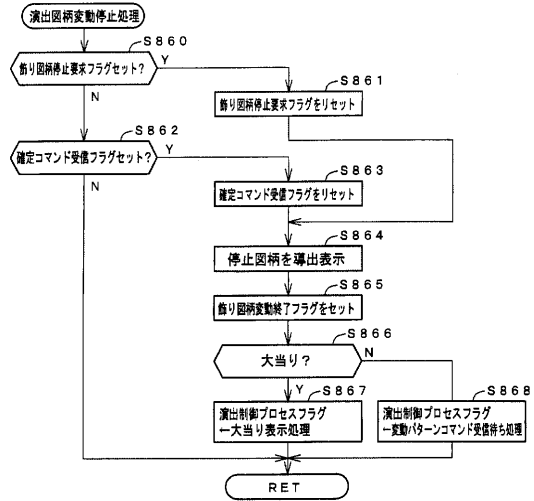 演出図柄変動停止処理
S860
飾り図柄停止要求フラグセット?
Y
N
S861
飾り図柄停止要求フラグをリセット
S862
確定コマンド受信フラグセット?
Y
N
S863
確定コマンド受信フラグをリセット
S864
停止図柄を導出表示
S865
飾り図柄変動終了フラグをセット
S866
大当り?
N
Y
S867
演出制御プロセスフラグ
←大当り表示処理
S868
演出制御プロセスフラグ
←変動パターンコマンド受信待ち処理
RET